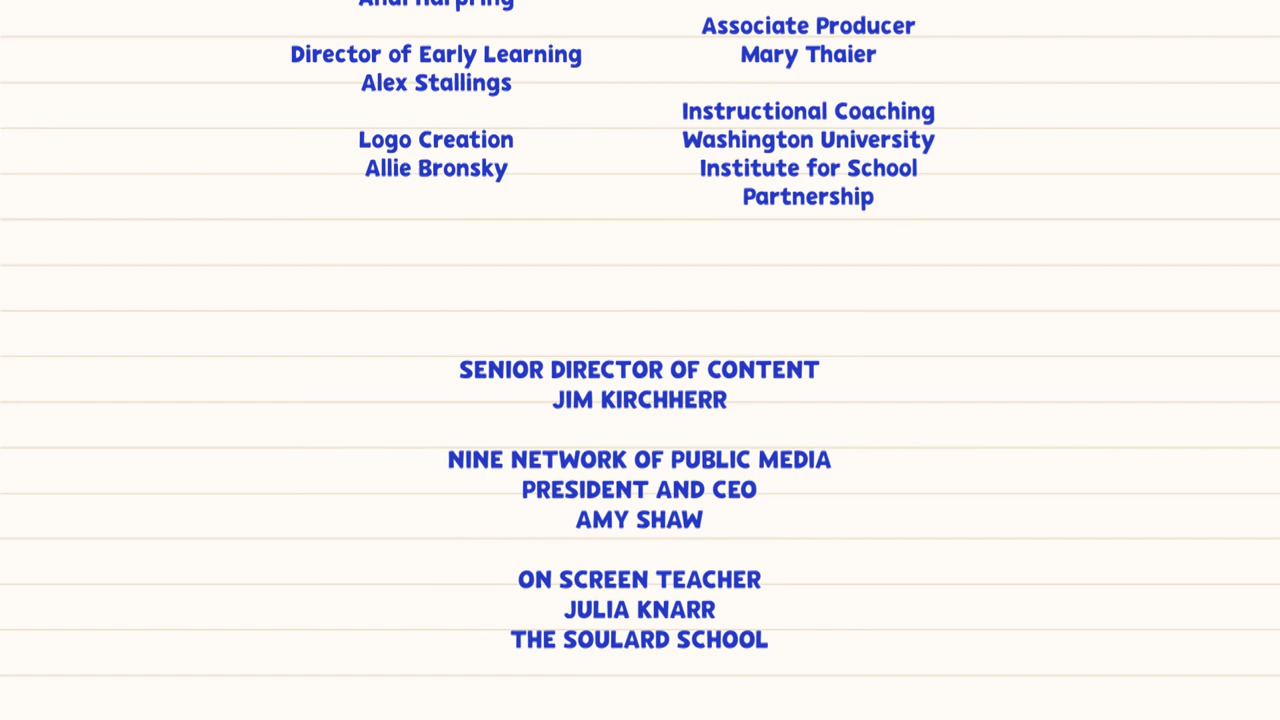 Director of Early Learning
Alex Stallings
Logo Creation
Allie Bronsky
Associate Producer
Mary Thaier
Instructional Coaching
Washington University
Institute for School
Partnership
SENIOR DIRECTOR OF CONTENT
JIM KIRCHHERR
NINE NETWORK OF PUBLIC MEDIA
PRESIDENT AND CEO
AMY SHAW
ON SCREEN TEACHER
JULIA KNARR
THE SOULARD SCHOOL